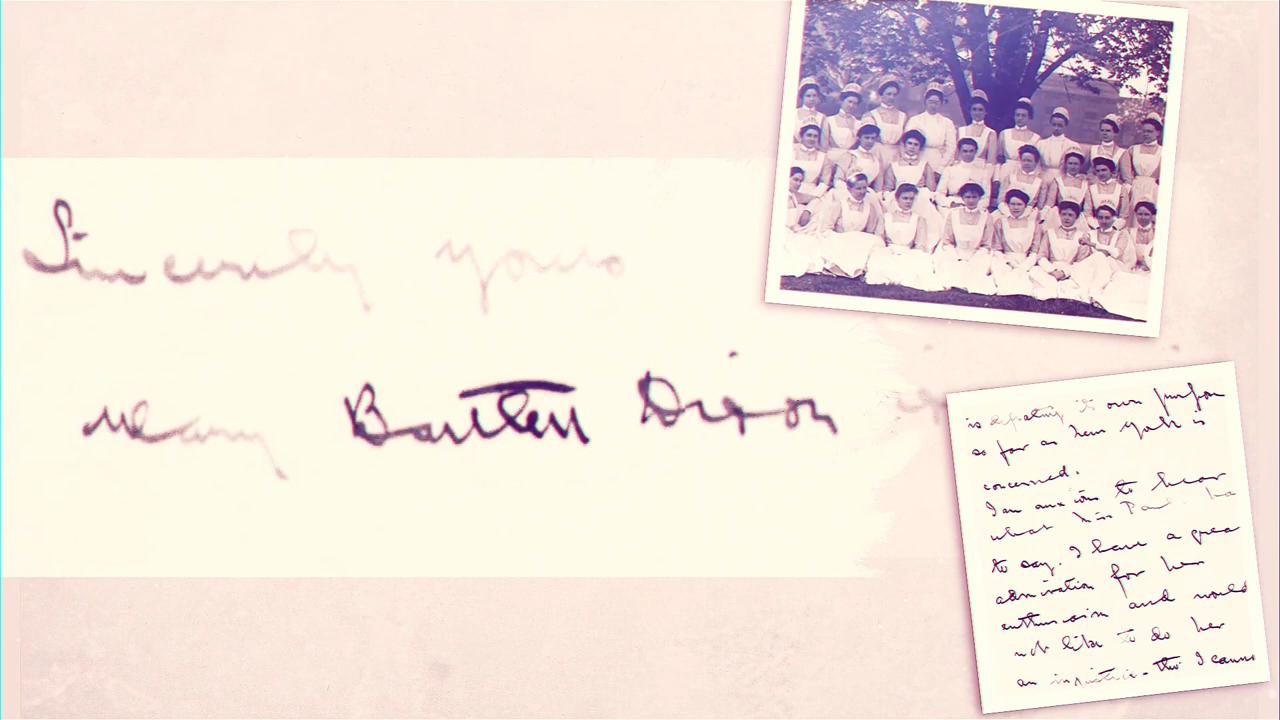 Sincerely yours
Mary Bartlett Dixon
is defeating its own purpose
so far as New York is
concerned.
I am anxious to hear
what Miss Paul has
to say. I have a great
admiration for her
enthusiasm and would
not like to do her
an injustice - tho I cannot